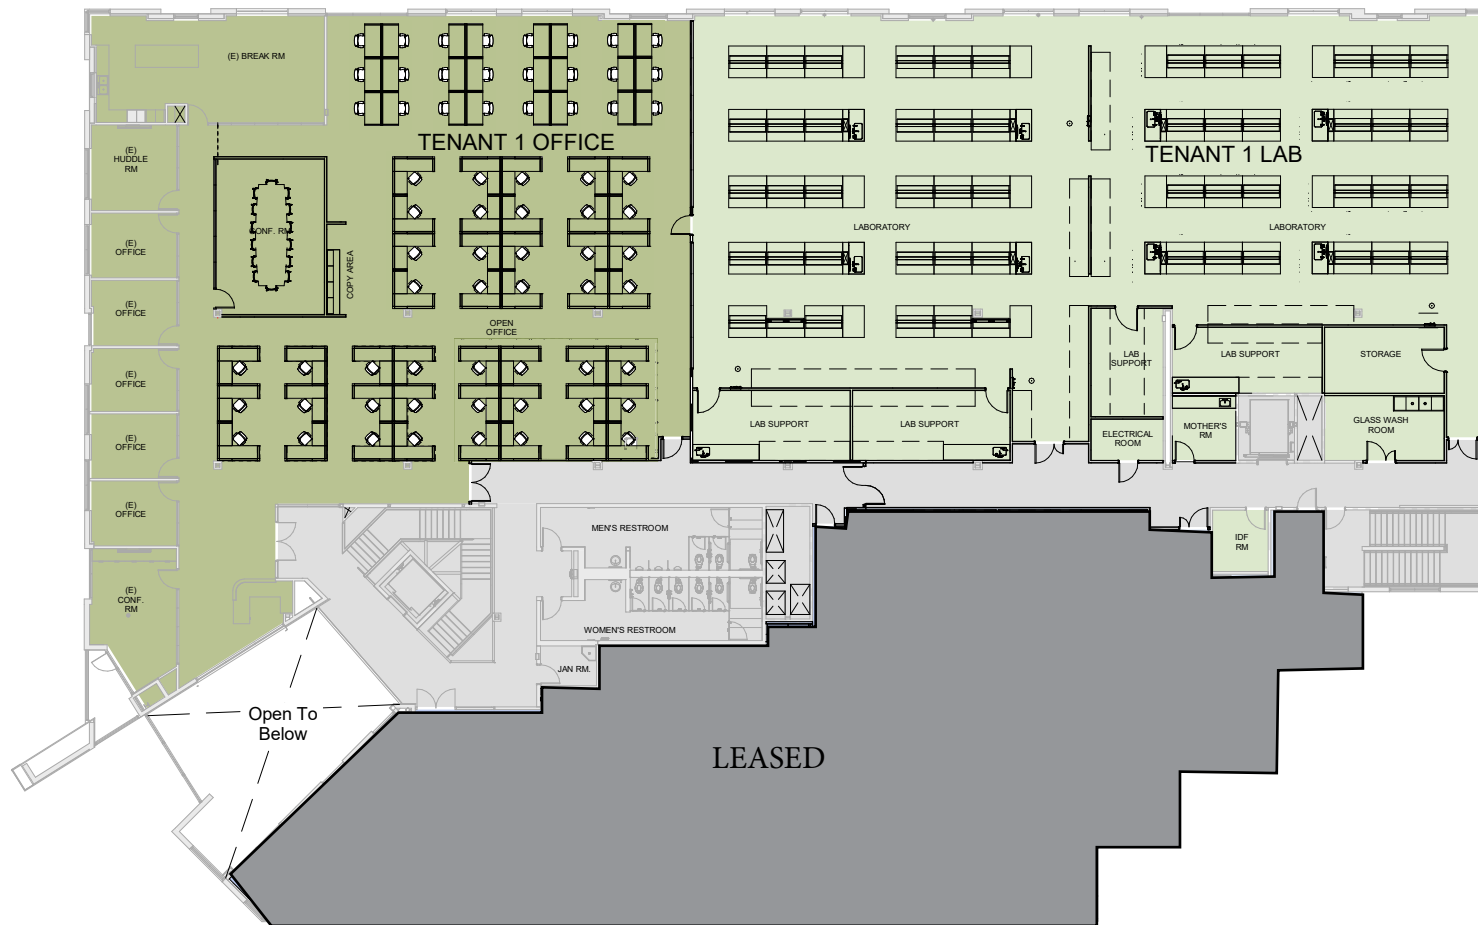 (E) BREAK RM
TENANT 1 OFFICE
TENANT 1 LAB
(E)
HUDDLE
RM
(E)
OFFICE
CONF. RM
COPY AREA
LABORATORY
LABORATORY
(E)
OFFICE
OPEN
OFFICE
(E)
OFFICE
LAB
SUPPORT
LAB SUPPORT
STORAGE
(E)
OFFICE
LAB SUPPORT
LAB SUPPORT
ELECTRICAL
ROOM
MOTHER'S
RM
GLASS WASH
ROOM
(E)
OFFICE
MEN'S RESTROOM
IDF
RM
(E)
CONF.
RM
WOMEN'S RESTROOM
JAN RM.
Open To
Below
LEASED